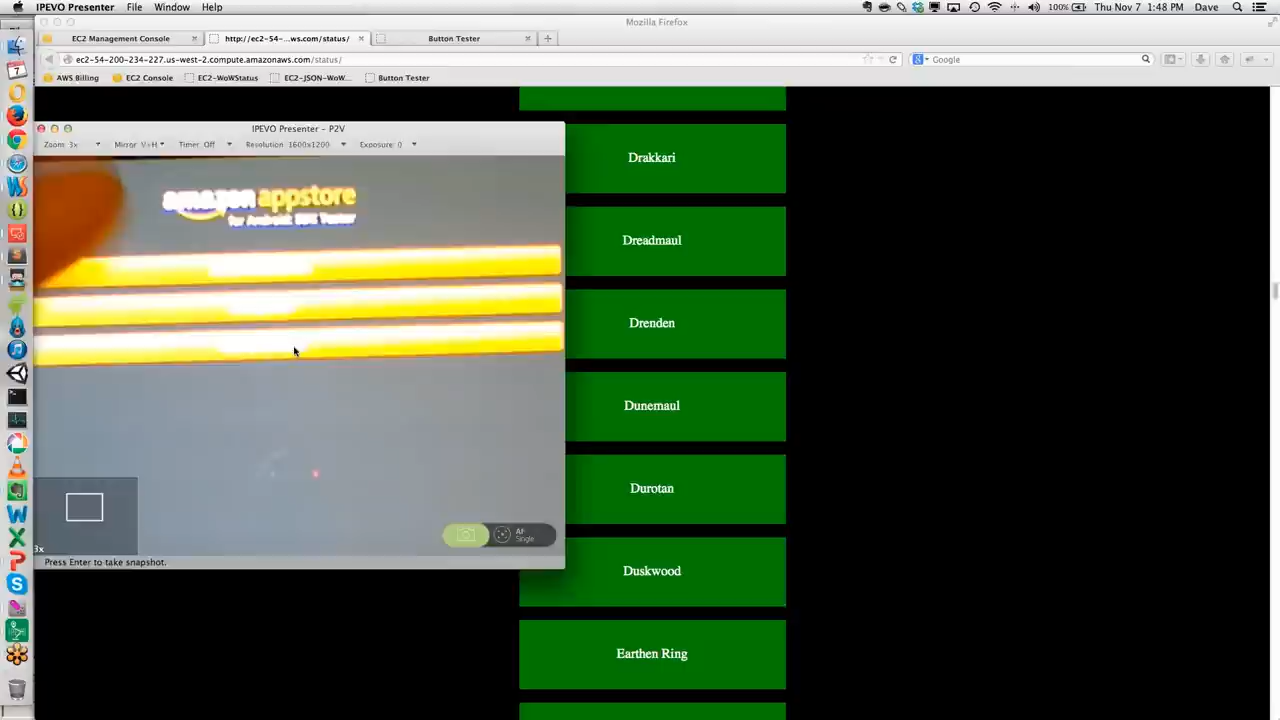 IPEVO Presenter File Window Help
100% Thu Nov 7 1:48 PM Dave
Mozilla Firefox
EC2 Management Console
http://ec2-54-...ws.com/status/
Button Tester
ec2-54-200-234-227.us-west-2.compute.amazonaws.com/status/
Google
AWS Billing EC2 Console EC2-WoWStatus EC2-JSON-WoW... Button Tester
IPEVO Presenter - P2V
Zoom: 3x Mirror: V+H Timer: Off Resolution: 1600x1200 Exposure: 0
amazon appstore
for Android: SDK Tester
AF
Single
3x
Press Enter to take snapshot.
Drakkari
Dreadmaul
Drenden
Dunemaul
Durotan
Duskwood
Earthen Ring